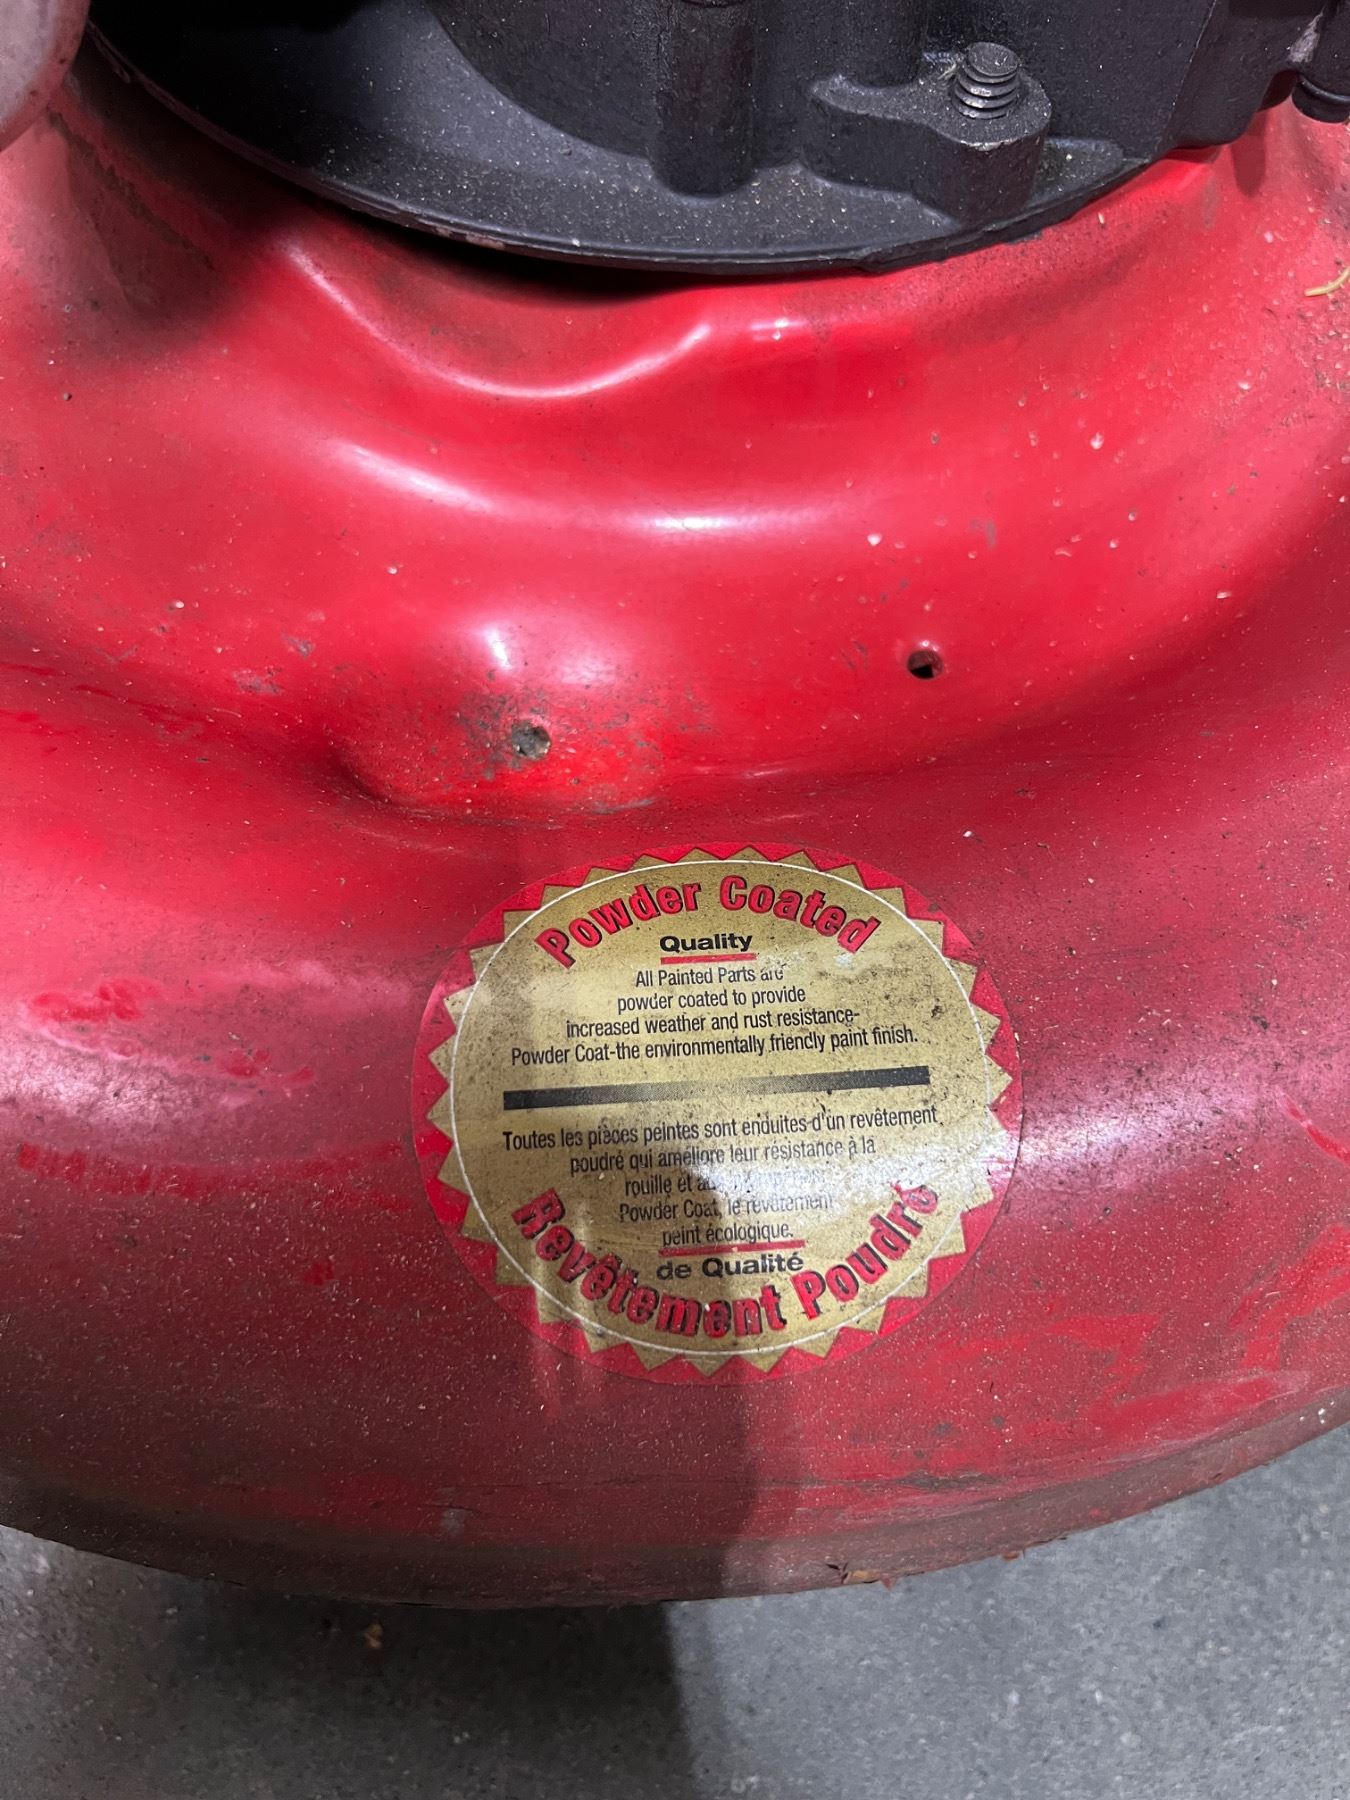 Powder Coated
Quality
All Painted Parts are
powder coated to provide
increased weather and rust resistance-
Powder Coat-the environmentally friendly paint finish.
Toutes les pièces peintes sont enduites d'un revêtement
poudré qui améliore leur résistance à la
rouille et
Powder Coat, le revêtement
peint écologique.
de Qualité
Revêtement Poudré